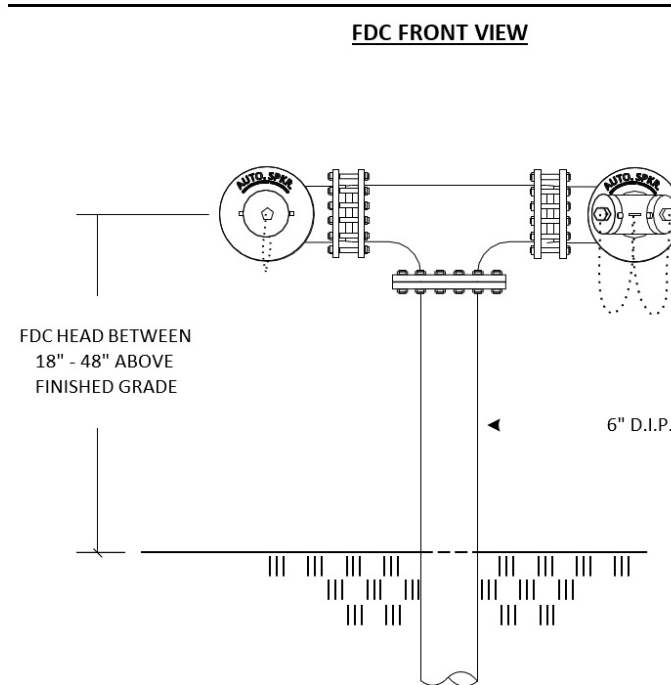 FDC FRONT VIEW
AUTO. SPKR.
AUTO. SPKR.
FDC HEAD BETWEEN
18" - 48" ABOVE
FINISHED GRADE
6" D.I.P.